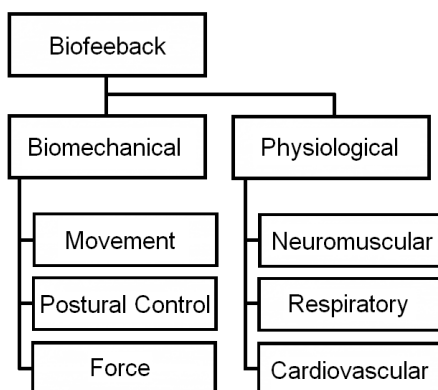 Biofeeback
Biomechanical
Physiological
Movement
Neuromuscular
Postural Control
Respiratory
Force
Cardiovascular